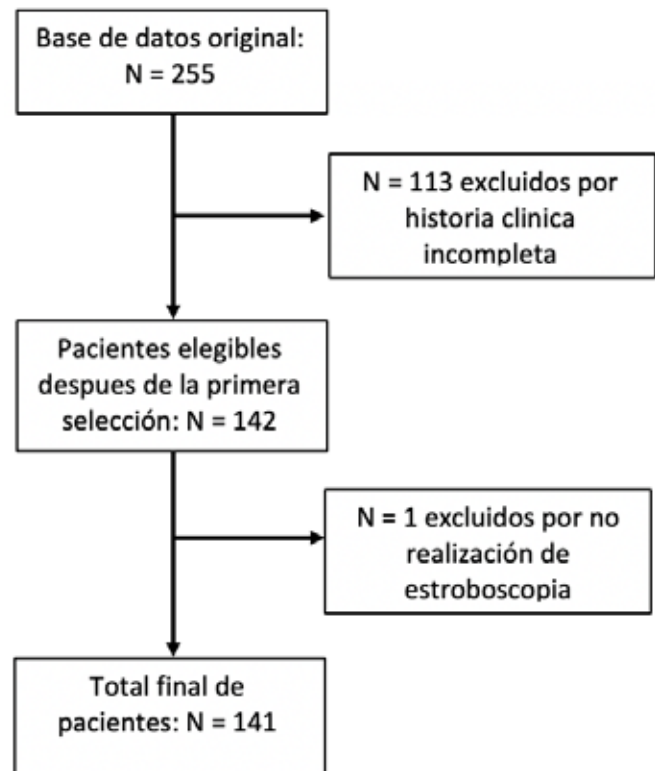 Base de datos original:
N = 255
N = 113 excluidos por
historia clinica
incompleta
Pacientes elegibles
despues de la primera
selección: N = 142
N = 1 excluidos por no
realización de
estroboscopia
Total final de
pacientes: N = 141